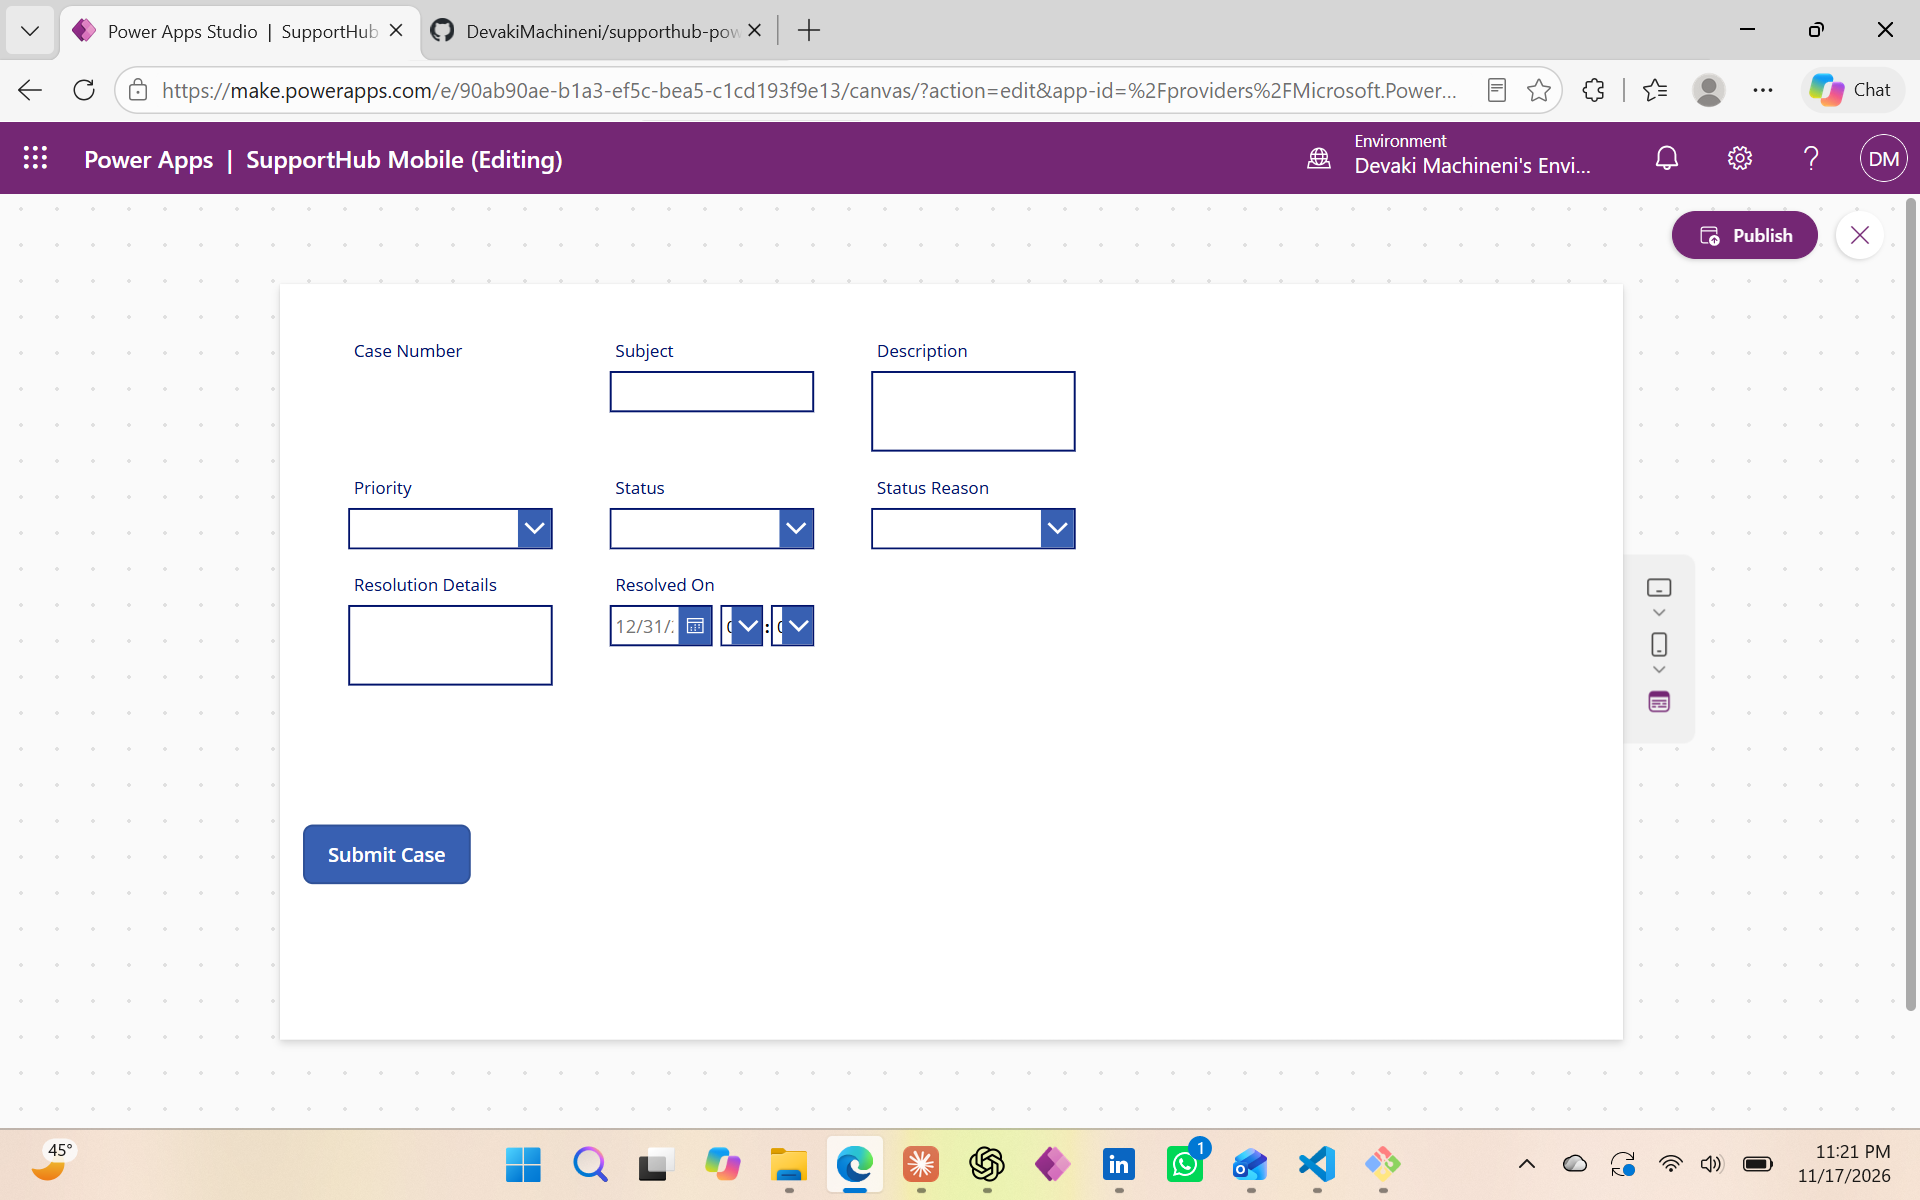 Power Apps Studio | SupportHub
DevakiMachineni/supporthub-pow
https://make.powerapps.com/e/90ab90ae-b1a3-ef5c-bea5-c1cd193f9e13/canvas/?action=edit&app-id=%2Fproviders%2FMicrosoft.Power...
Chat
Power Apps | SupportHub Mobile (Editing)
Environment
Devaki Machineni's Envi...
DM
Publish
Case Number
Subject
Description
Priority
Status
Status Reason
Resolution Details
Resolved On
12/31/
:
Submit Case
45°
1
11:21 PM
11/17/2026